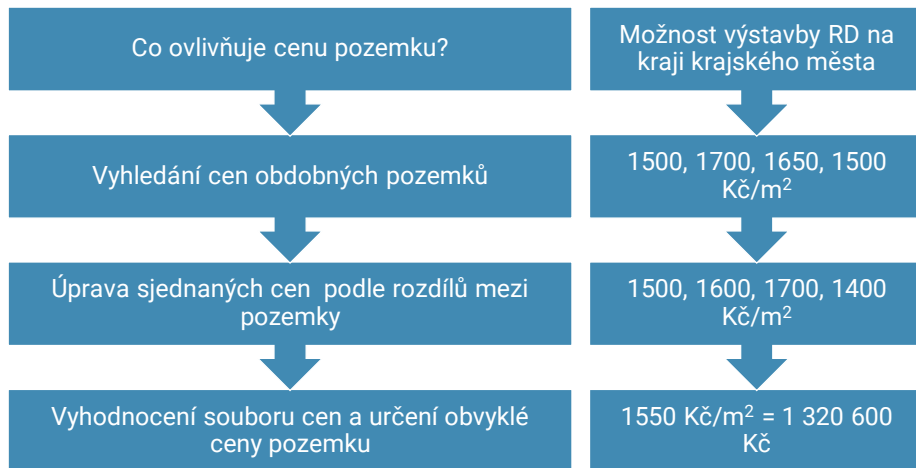 Co ovlivňuje cenu pozemku?
Možnost výstavby RD na
kraji krajského města
Vyhledání cen obdobných pozemků
1500, 1700, 1650, 1500
Kč/m²
Úprava sjednaných cen  podle rozdílů mezi
pozemky
1500, 1600, 1700, 1400
Kč/m²
Vyhodnocení souboru cen a určení obvyklé
ceny pozemku
1550 Kč/m² = 1 320 600
Kč